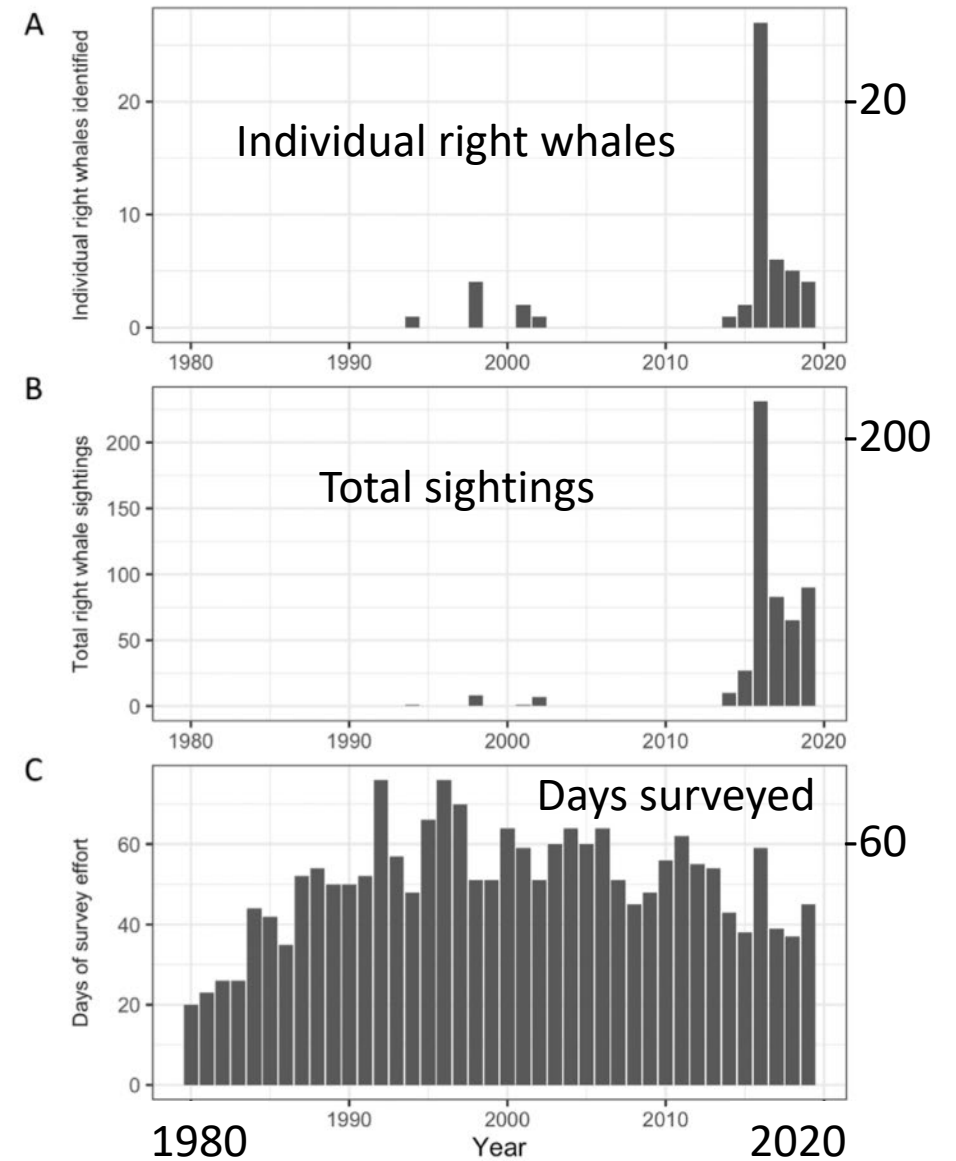 A
Individual right whales identified
20
10
0
Individual right whales
-20
1980 1990 2000 2010 2020
B
Total right whale sightings
200
150
100
50
0
Total sightings
-200
1980 1990 2000 2010 2020
C
Days of survey effort
60
40
20
0
Days surveyed
-60
1990 2000 2010
1980 Year 2020